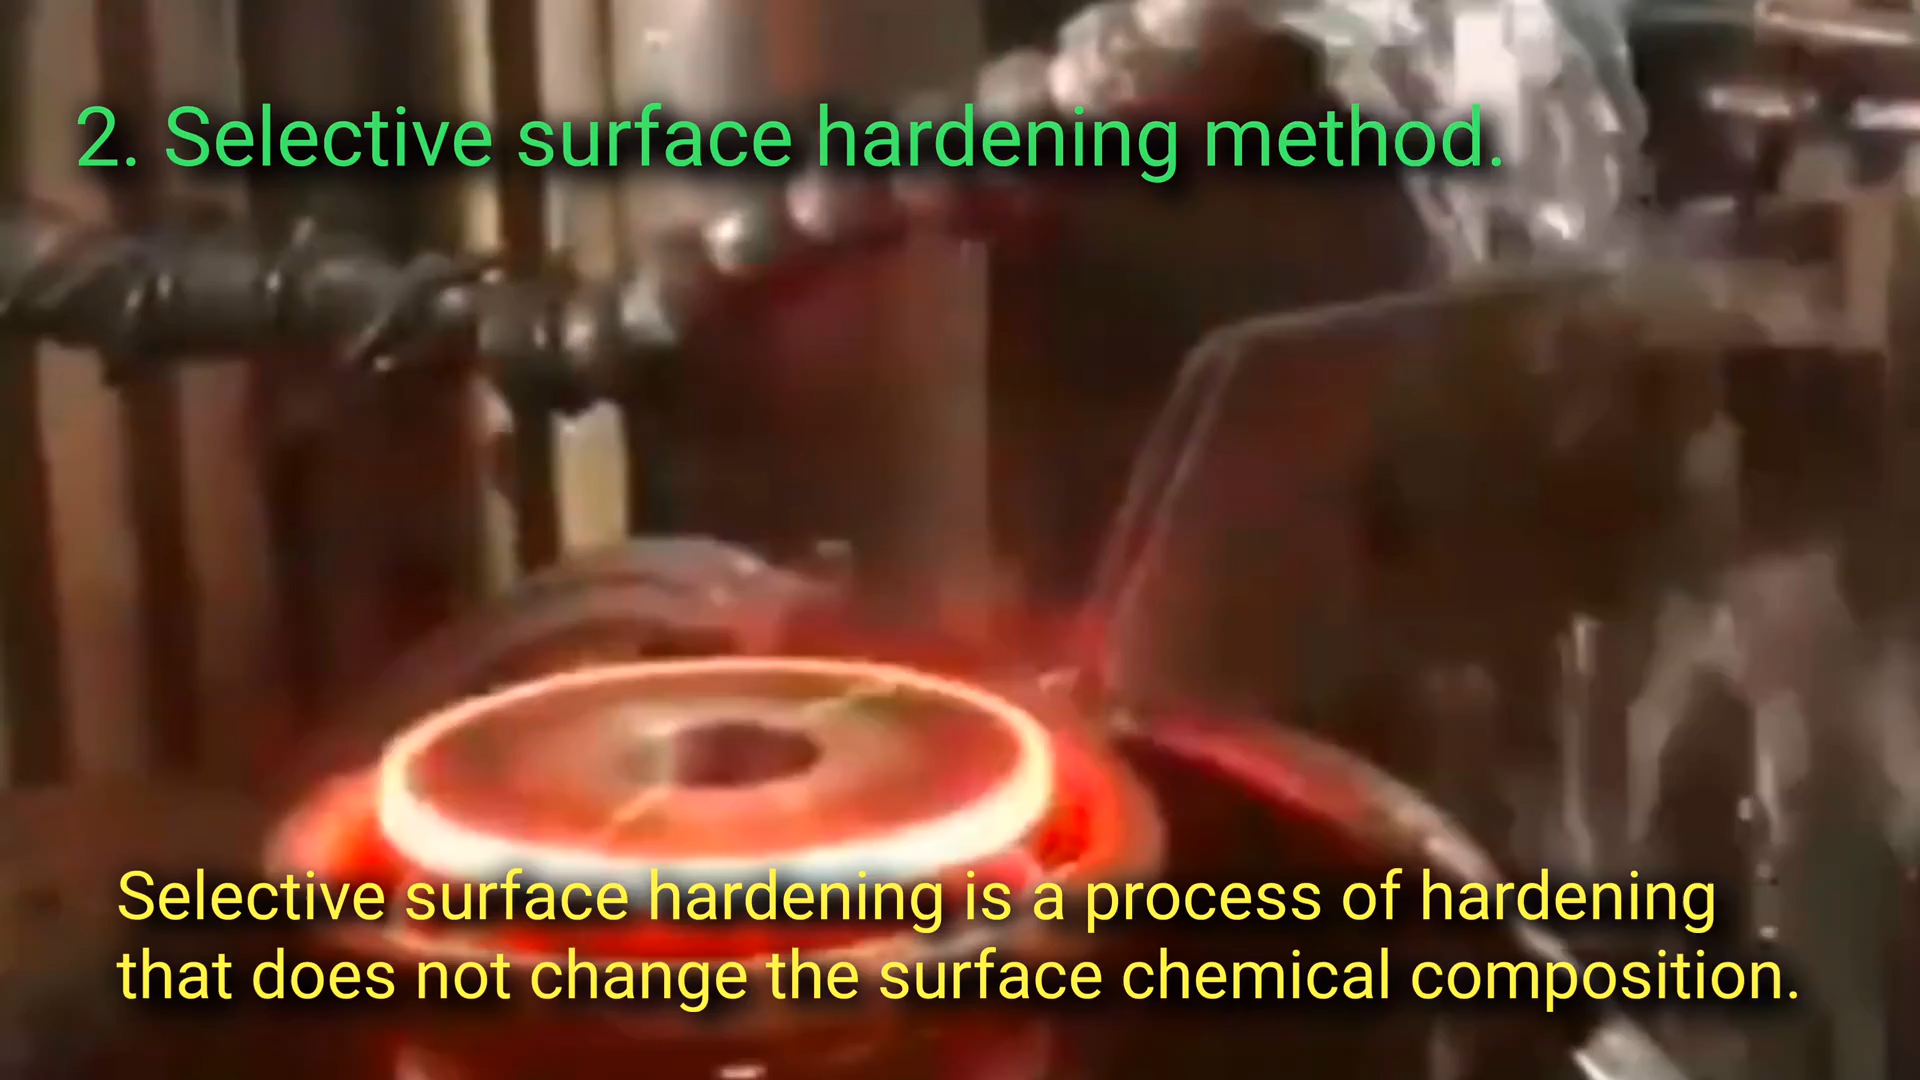 2. Selective surface hardening method.
Selective surface hardening is a process of hardening
that does not change the surface chemical composition.